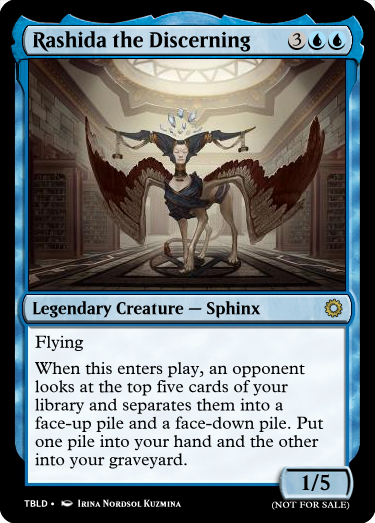 Rashida the Discerning 3
Legendary Creature — Sphinx
Flying
When this enters play, an opponent
looks at the top five cards of your
library and separates them into a
face-up pile and a face-down pile. Put
one pile into your hand and the other
into your graveyard.
1/5
TBLD • Irina Nordsol Kuzmina
(NOT FOR SALE)